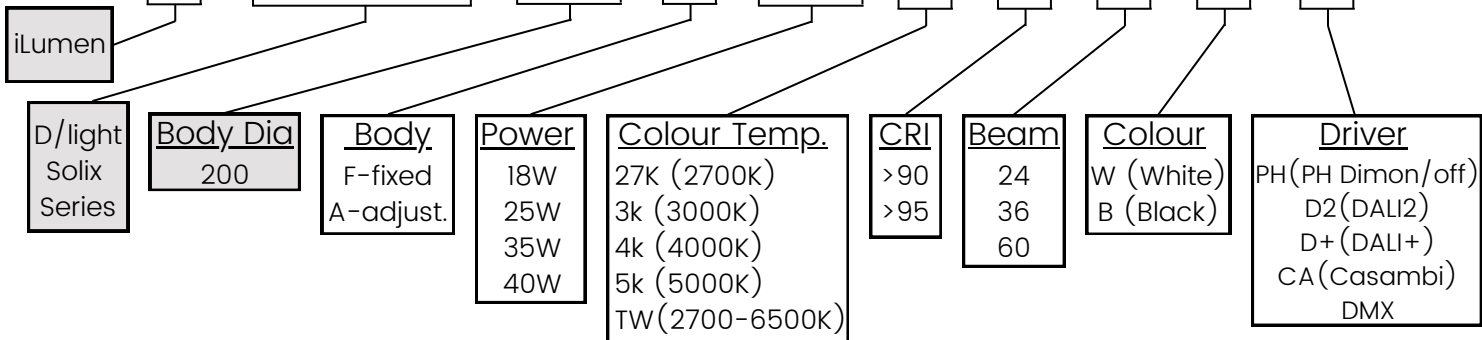 iLumen
D/light
Solix
Series
Body Dia
200
Body
F-fixed
A-adjust.
Power
18W
25W
35W
40W
Colour Temp.
27K (2700K)
3k (3000K)
4k (4000K)
5k (5000K)
TW(2700-6500K)
CRI
>90
>95
Beam
24
36
60
Colour
W (White)
B (Black)
Driver
PH(PH Dimon/off)
D2(DALI2)
D+(DALI+)
CA(Casambi)
DMX